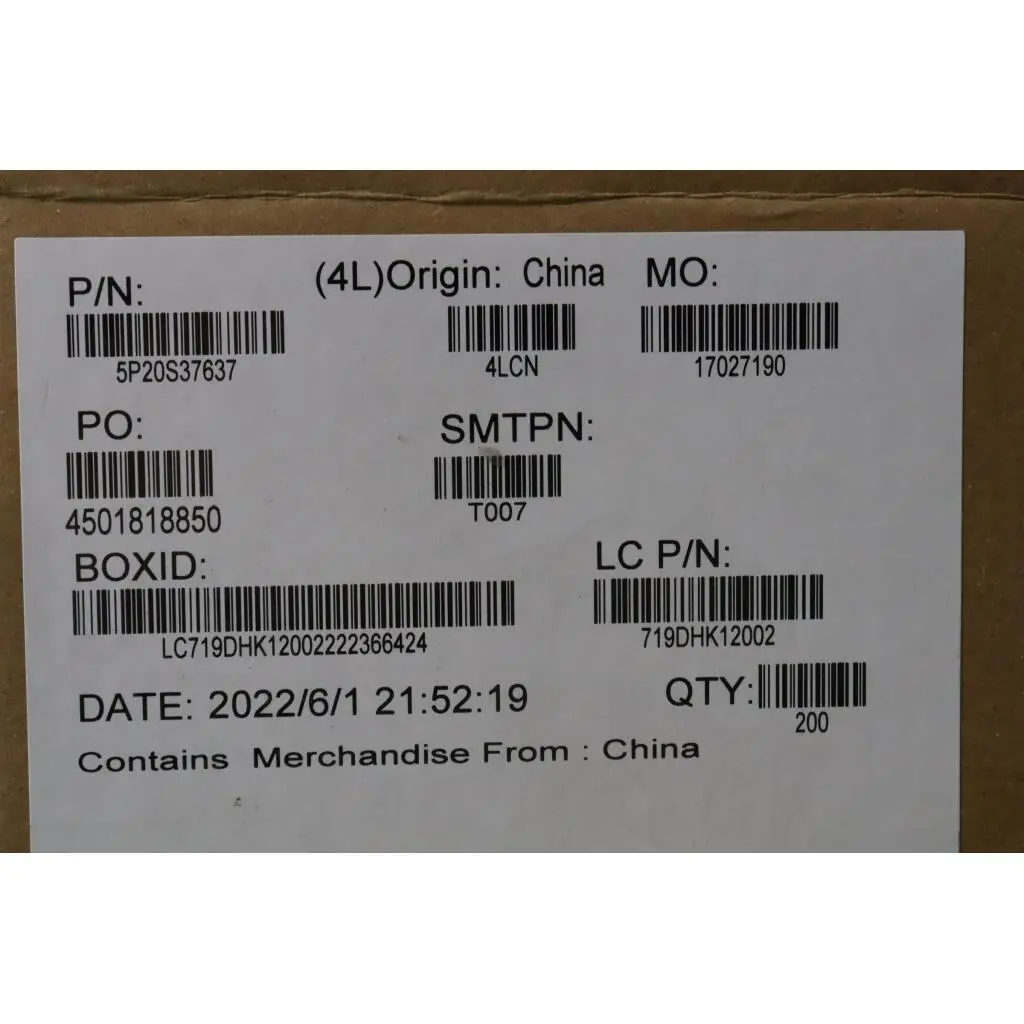 P/N: (4L)Origin: China MO:
5P20S37637 4LCN 17027190
PO: SMTPN:
4501818850 T007
BOXID: LC P/N:
LC719DHK12002222366424 719DHK12002
DATE: 2022/6/1 21:52:19 QTY:
200
Contains Merchandise From : China